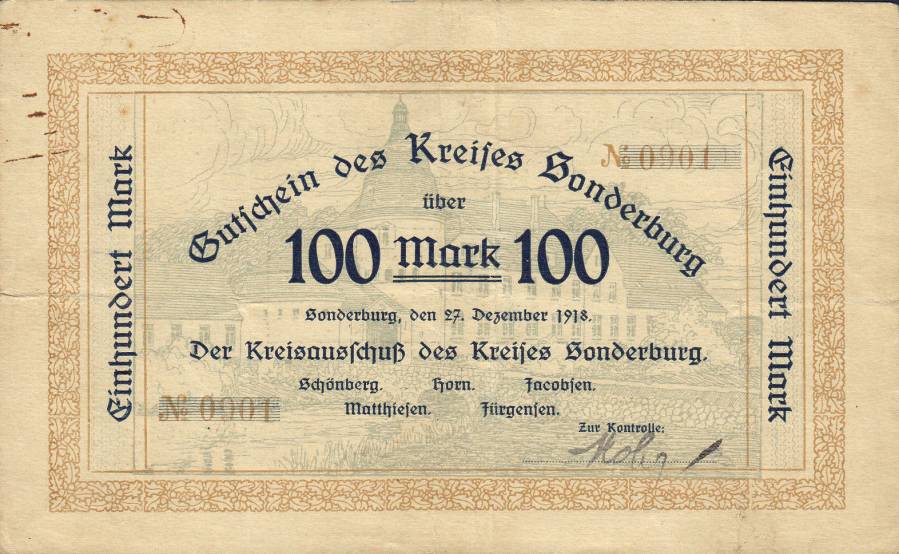 Gutschein des Kreises Sonderburg
№ 0901
über
100 Mark 100
Einhundert Mark
Einhundert Mark
Sonderburg, den 27. Dezember 1918.
Der Kreisausschuß des Kreises Sonderburg.
Schönberg. Horn. Jacobsen.
Matthiesen. Jürgensen.
№ 0901
Zur Kontrolle: